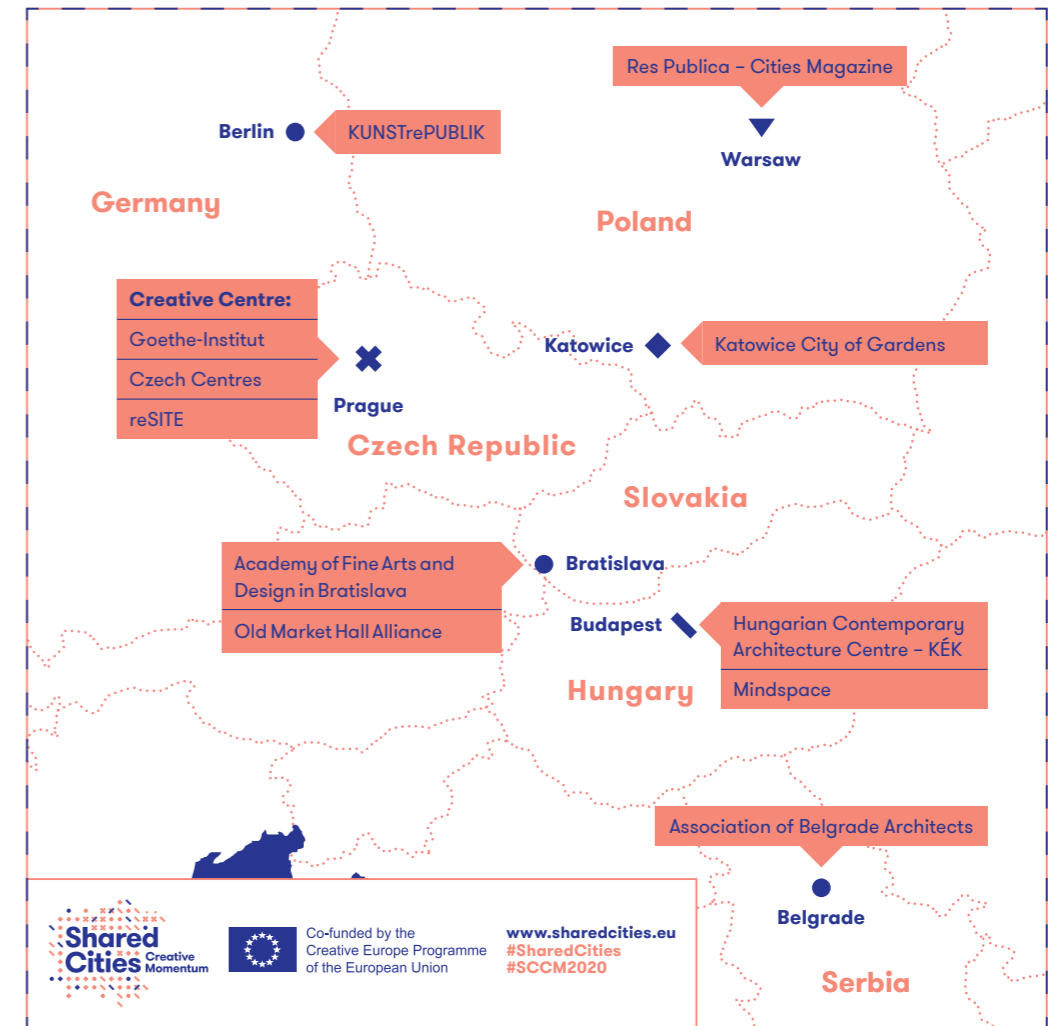 Res Publica – Cities Magazine
Warsaw
Berlin
KUNSTrePUBLIK
Germany
Poland
Creative Centre:
Goethe-Institut
Czech Centres
reSITE
Prague
Katowice
Katowice City of Gardens
Czech Republic
Slovakia
Academy of Fine Arts and
Design in Bratislava
Old Market Hall Alliance
Bratislava
Budapest
Hungarian Contemporary
Architecture Centre – KÉK
Mindspace
Hungary
Association of Belgrade Architects
Belgrade
Serbia
Shared
Cities Creative
Momentum
Co-funded by the
Creative Europe Programme
of the European Union
www.sharedcities.eu
#SharedCities
#SCCM2020